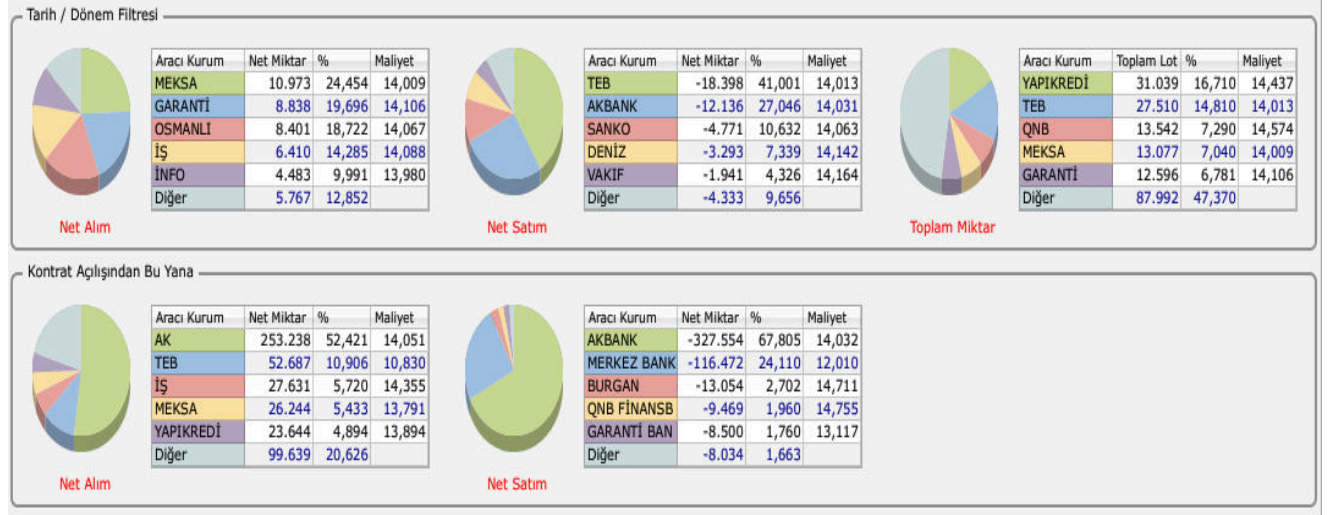 Tarih / Dönem Filtresi
Aracı Kurum Net Miktar % Maliyet
MEKSA 10.973 24,454 14,009
GARANTİ 8.838 19,696 14,106
OSMANLI 8.401 18,722 14,067
İŞ 6.410 14,285 14,088
İNFO 4.483 9,991 13,980
Diğer 5.767 12,852
Net Alım
Aracı Kurum Net Miktar % Maliyet
TEB -18.398 41,001 14,013
AKBANK -12.136 27,046 14,031
SANKO -4.771 10,632 14,063
DENİZ -3.293 7,339 14,142
VAKIF -1.941 4,326 14,164
Diğer -4.333 9,656
Net Satım
Aracı Kurum Toplam Lot % Maliyet
YAPIKREDİ 31.039 16,710 14,437
TEB 27.510 14,810 14,013
QNB 13.542 7,290 14,574
MEKSA 13.077 7,040 14,009
GARANTİ 12.596 6,781 14,106
Diğer 87.992 47,370
Toplam Miktar
Kontrat Açılışından Bu Yana
Aracı Kurum Net Miktar % Maliyet
AK 253.238 52,421 14,051
TEB 52.687 10,906 10,830
İŞ 27.631 5,720 14,355
MEKSA 26.244 5,433 13,791
YAPIKREDİ 23.644 4,894 13,894
Diğer 99.639 20,626
Net Alım
Aracı Kurum Net Miktar % Maliyet
AKBANK -327.554 67,805 14,032
MERKEZ BANK -116.472 24,110 12,010
BURGAN -13.054 2,702 14,711
QNB FİNANSB -9.469 1,960 14,755
GARANTİ BAN -8.500 1,760 13,117
Diğer -8.034 1,663
Net Satım